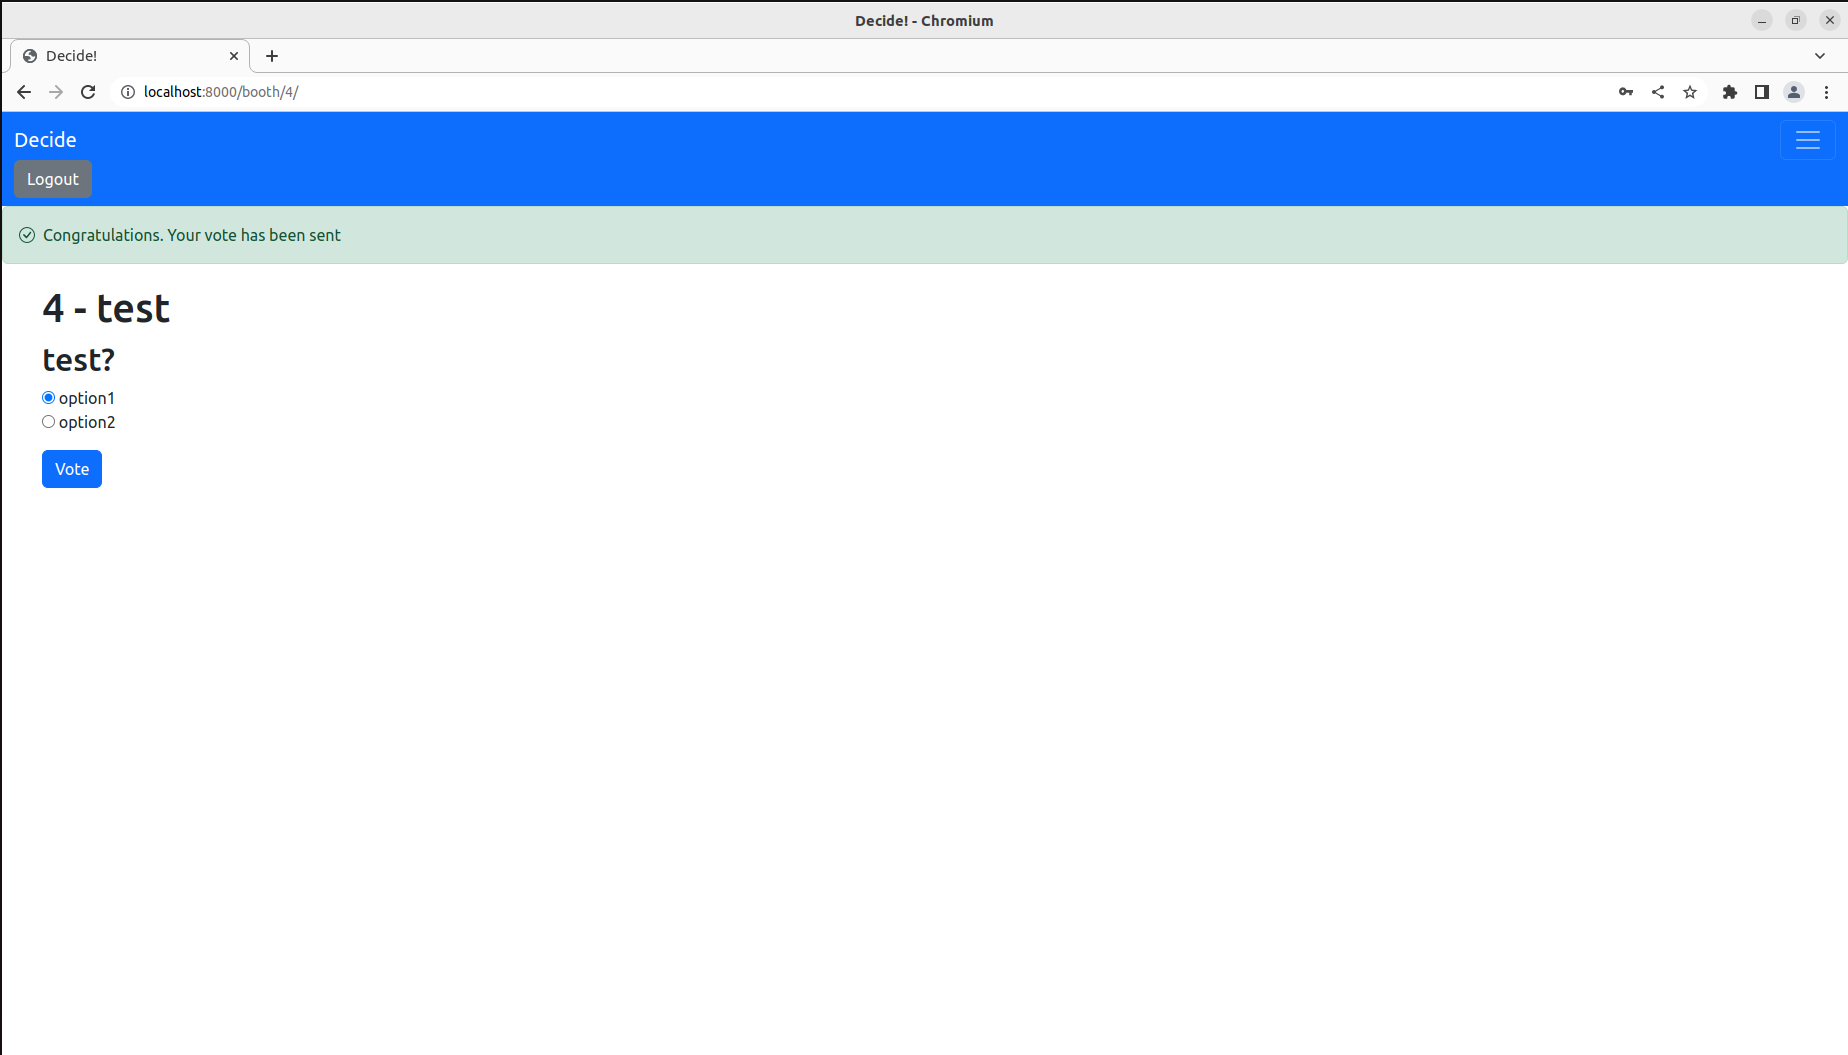 Decide! - Chromium
Decide!
localhost:8000/booth/4/
Decide
Logout
Congratulations. Your vote has been sent
4 - test
test?
option1
option2
Vote